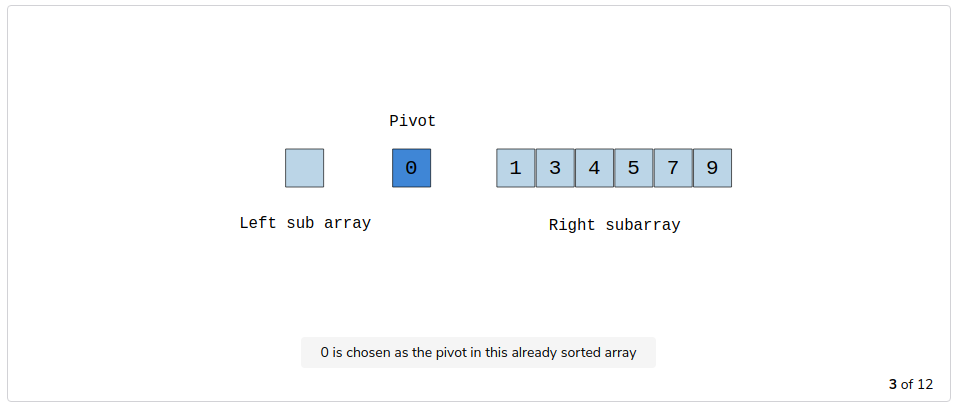 Pivot
0
1 3 4 5 7 9
Left sub array
Right subarray
0 is chosen as the pivot in this already sorted array
3 of 12